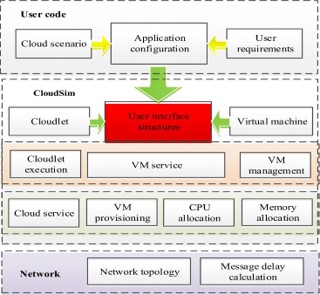 User code
Cloud scenario
Application
configuration
User
requirements
CloudSim
Cloudlet
User interface
structures
Virtual machine
Cloudlet
execution
VM service
VM
management
Cloud service
VM
provisioning
CPU
allocation
Memory
allocation
Network
Network topology
Message delay
calculation